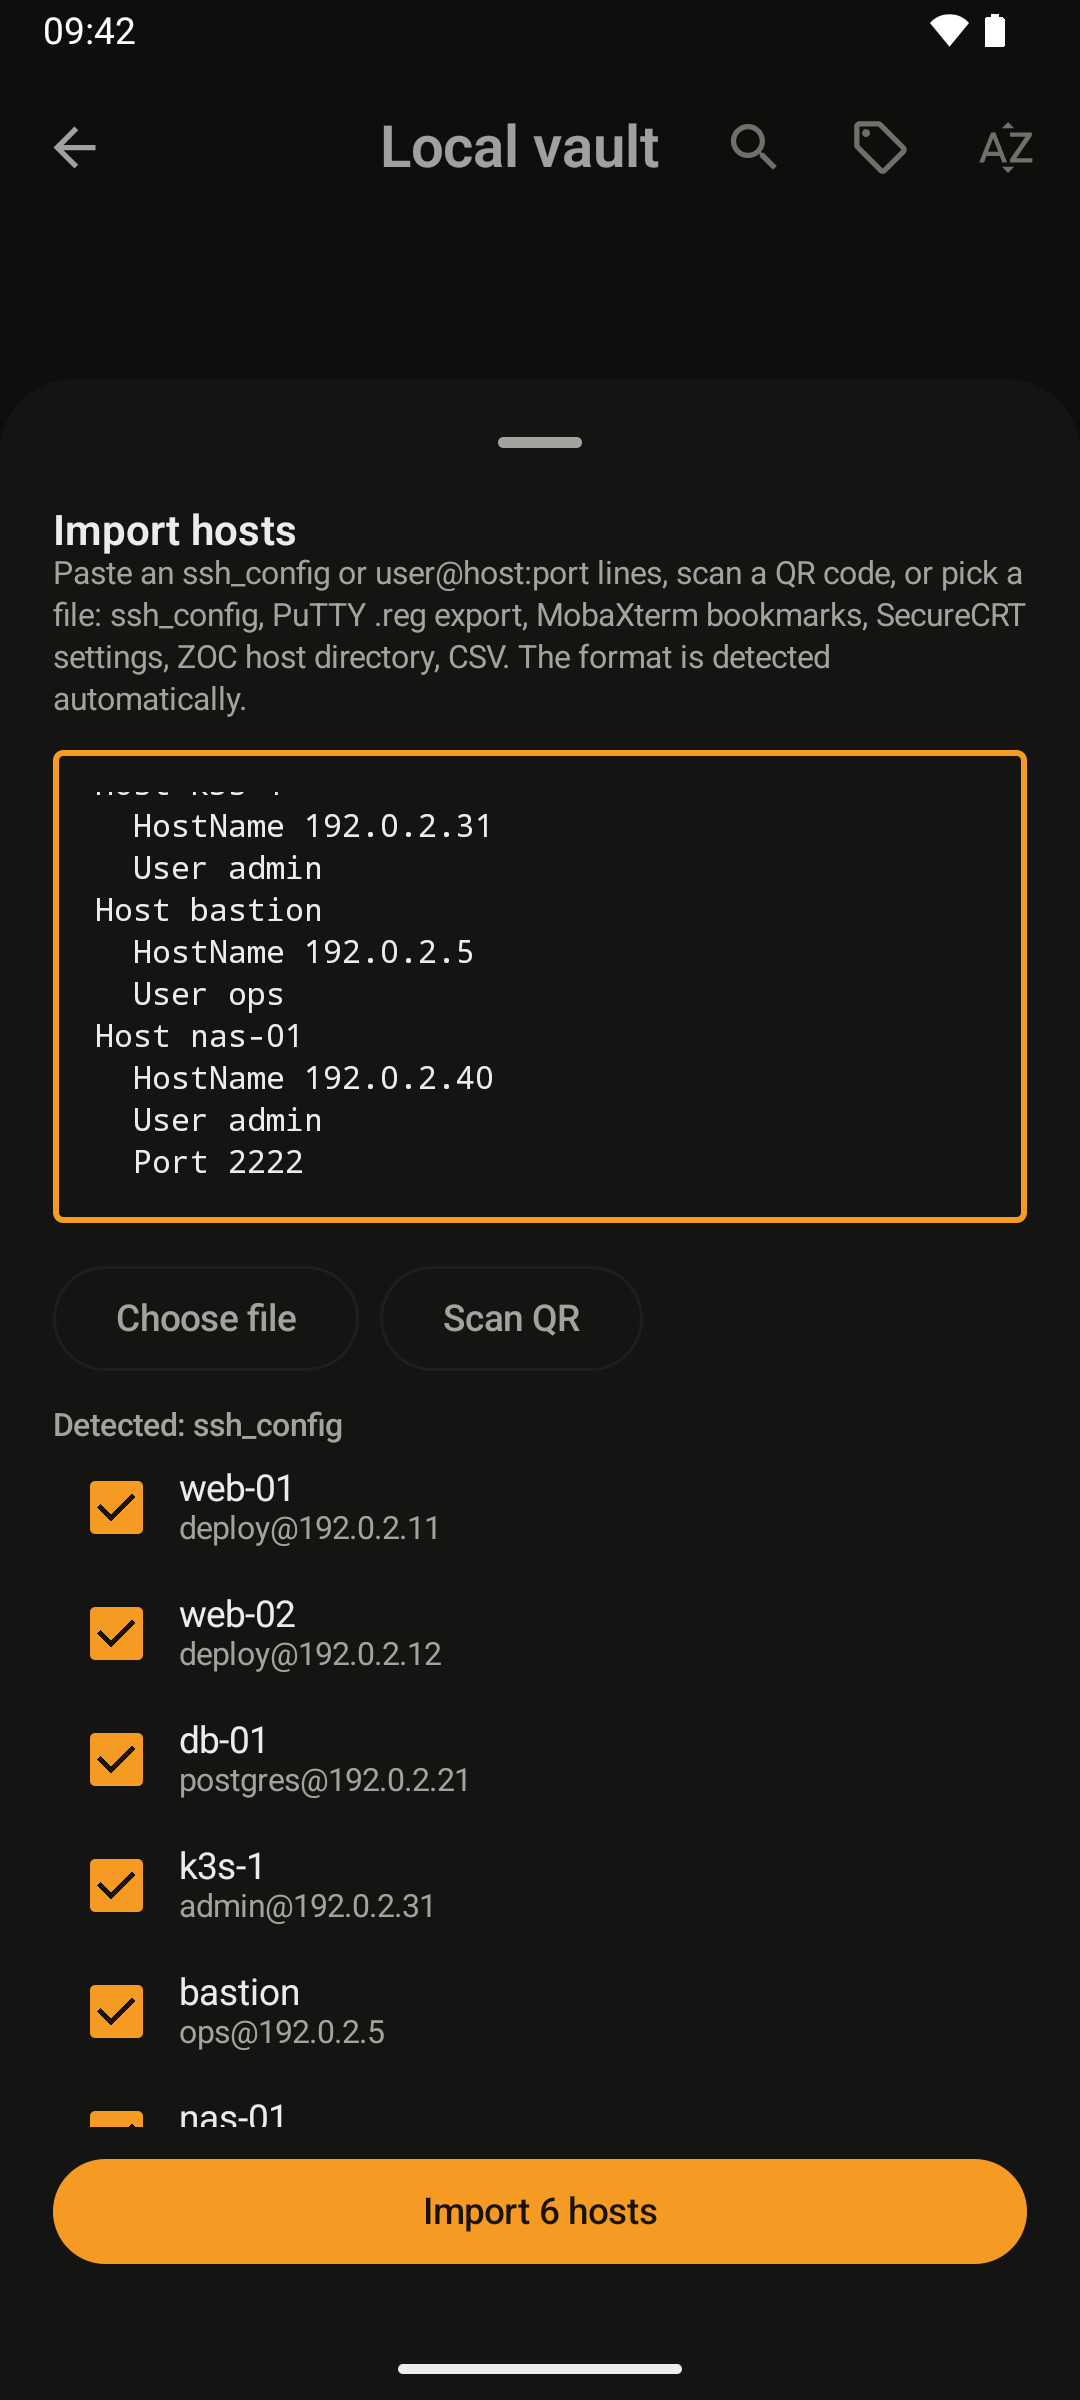 09:42
Local vault
AZ
Import hosts
Paste an ssh_config or user@host:port lines, scan a QR code, or pick a
file: ssh_config, PuTTY .reg export, MobaXterm bookmarks, SecureCRT
settings, ZOC host directory, CSV. The format is detected
automatically.
Host k3s-1
HostName 192.0.2.31
User admin
Host bastion
HostName 192.0.2.5
User ops
Host nas-01
HostName 192.0.2.40
User admin
Port 2222
Choose file
Scan QR
Detected: ssh_config
web-01
deploy@192.0.2.11
web-02
deploy@192.0.2.12
db-01
postgres@192.0.2.21
k3s-1
admin@192.0.2.31
bastion
ops@192.0.2.5
nas-01
Import 6 hosts